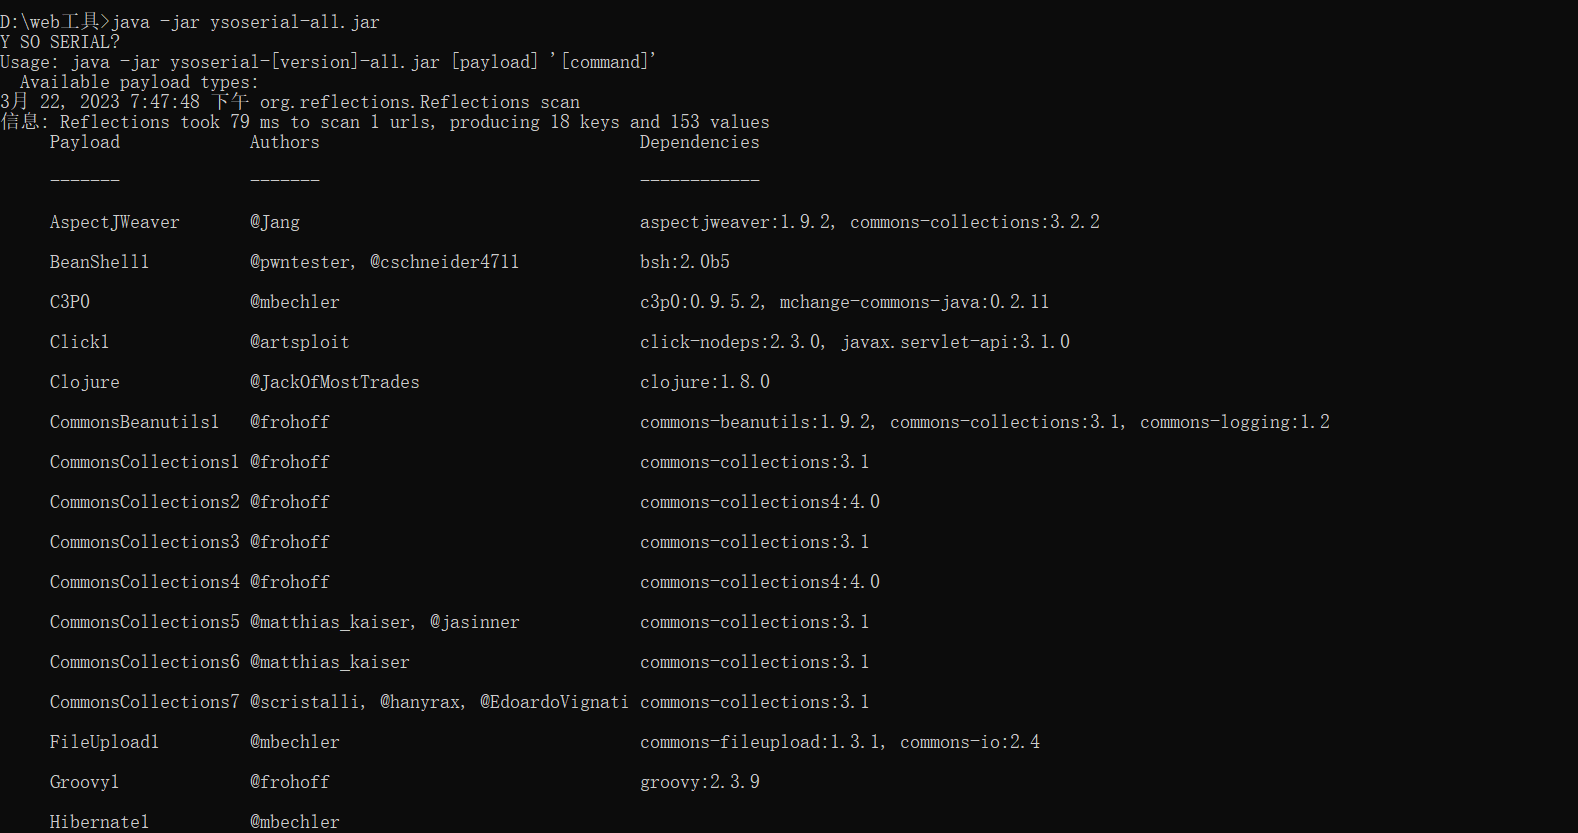 D:\web工具>java -jar ysoserial-all.jar
Y SO SERIAL?
Usage: java -jar ysoserial-[version]-all.jar [payload] '[command]'
  Available payload types:
3月 22, 2023 7:47:48 下午 org.reflections.Reflections scan
信息: Reflections took 79 ms to scan 1 urls, producing 18 keys and 153 values
     Payload             Authors                                Dependencies
     -------             -------                                ------------
     AspectJWeaver       @Jang                                  aspectjweaver:1.9.2, commons-collections:3.2.2
     BeanShell1          @pwntester, @cschneider4711            bsh:2.0b5
     C3P0                @mbechler                              c3p0:0.9.5.2, mchange-commons-java:0.2.11
     Click1              @artsploit                             click-nodeps:2.3.0, javax.servlet-api:3.1.0
     Clojure             @JackOfMostTrades                      clojure:1.8.0
     CommonsBeanutils1   @frohoff                               commons-beanutils:1.9.2, commons-collections:3.1, commons-logging:1.2
     CommonsCollections1 @frohoff                               commons-collections:3.1
     CommonsCollections2 @frohoff                               commons-collections4:4.0
     CommonsCollections3 @frohoff                               commons-collections:3.1
     CommonsCollections4 @frohoff                               commons-collections4:4.0
     CommonsCollections5 @matthias_kaiser, @jasinner            commons-collections:3.1
     CommonsCollections6 @matthias_kaiser                       commons-collections:3.1
     CommonsCollections7 @scristalli, @hanyrax, @EdoardoVignati commons-collections:3.1
     FileUpload1         @mbechler                              commons-fileupload:1.3.1, commons-io:2.4
     Groovy1             @frohoff                               groovy:2.3.9
     Hibernate1          @mbechler